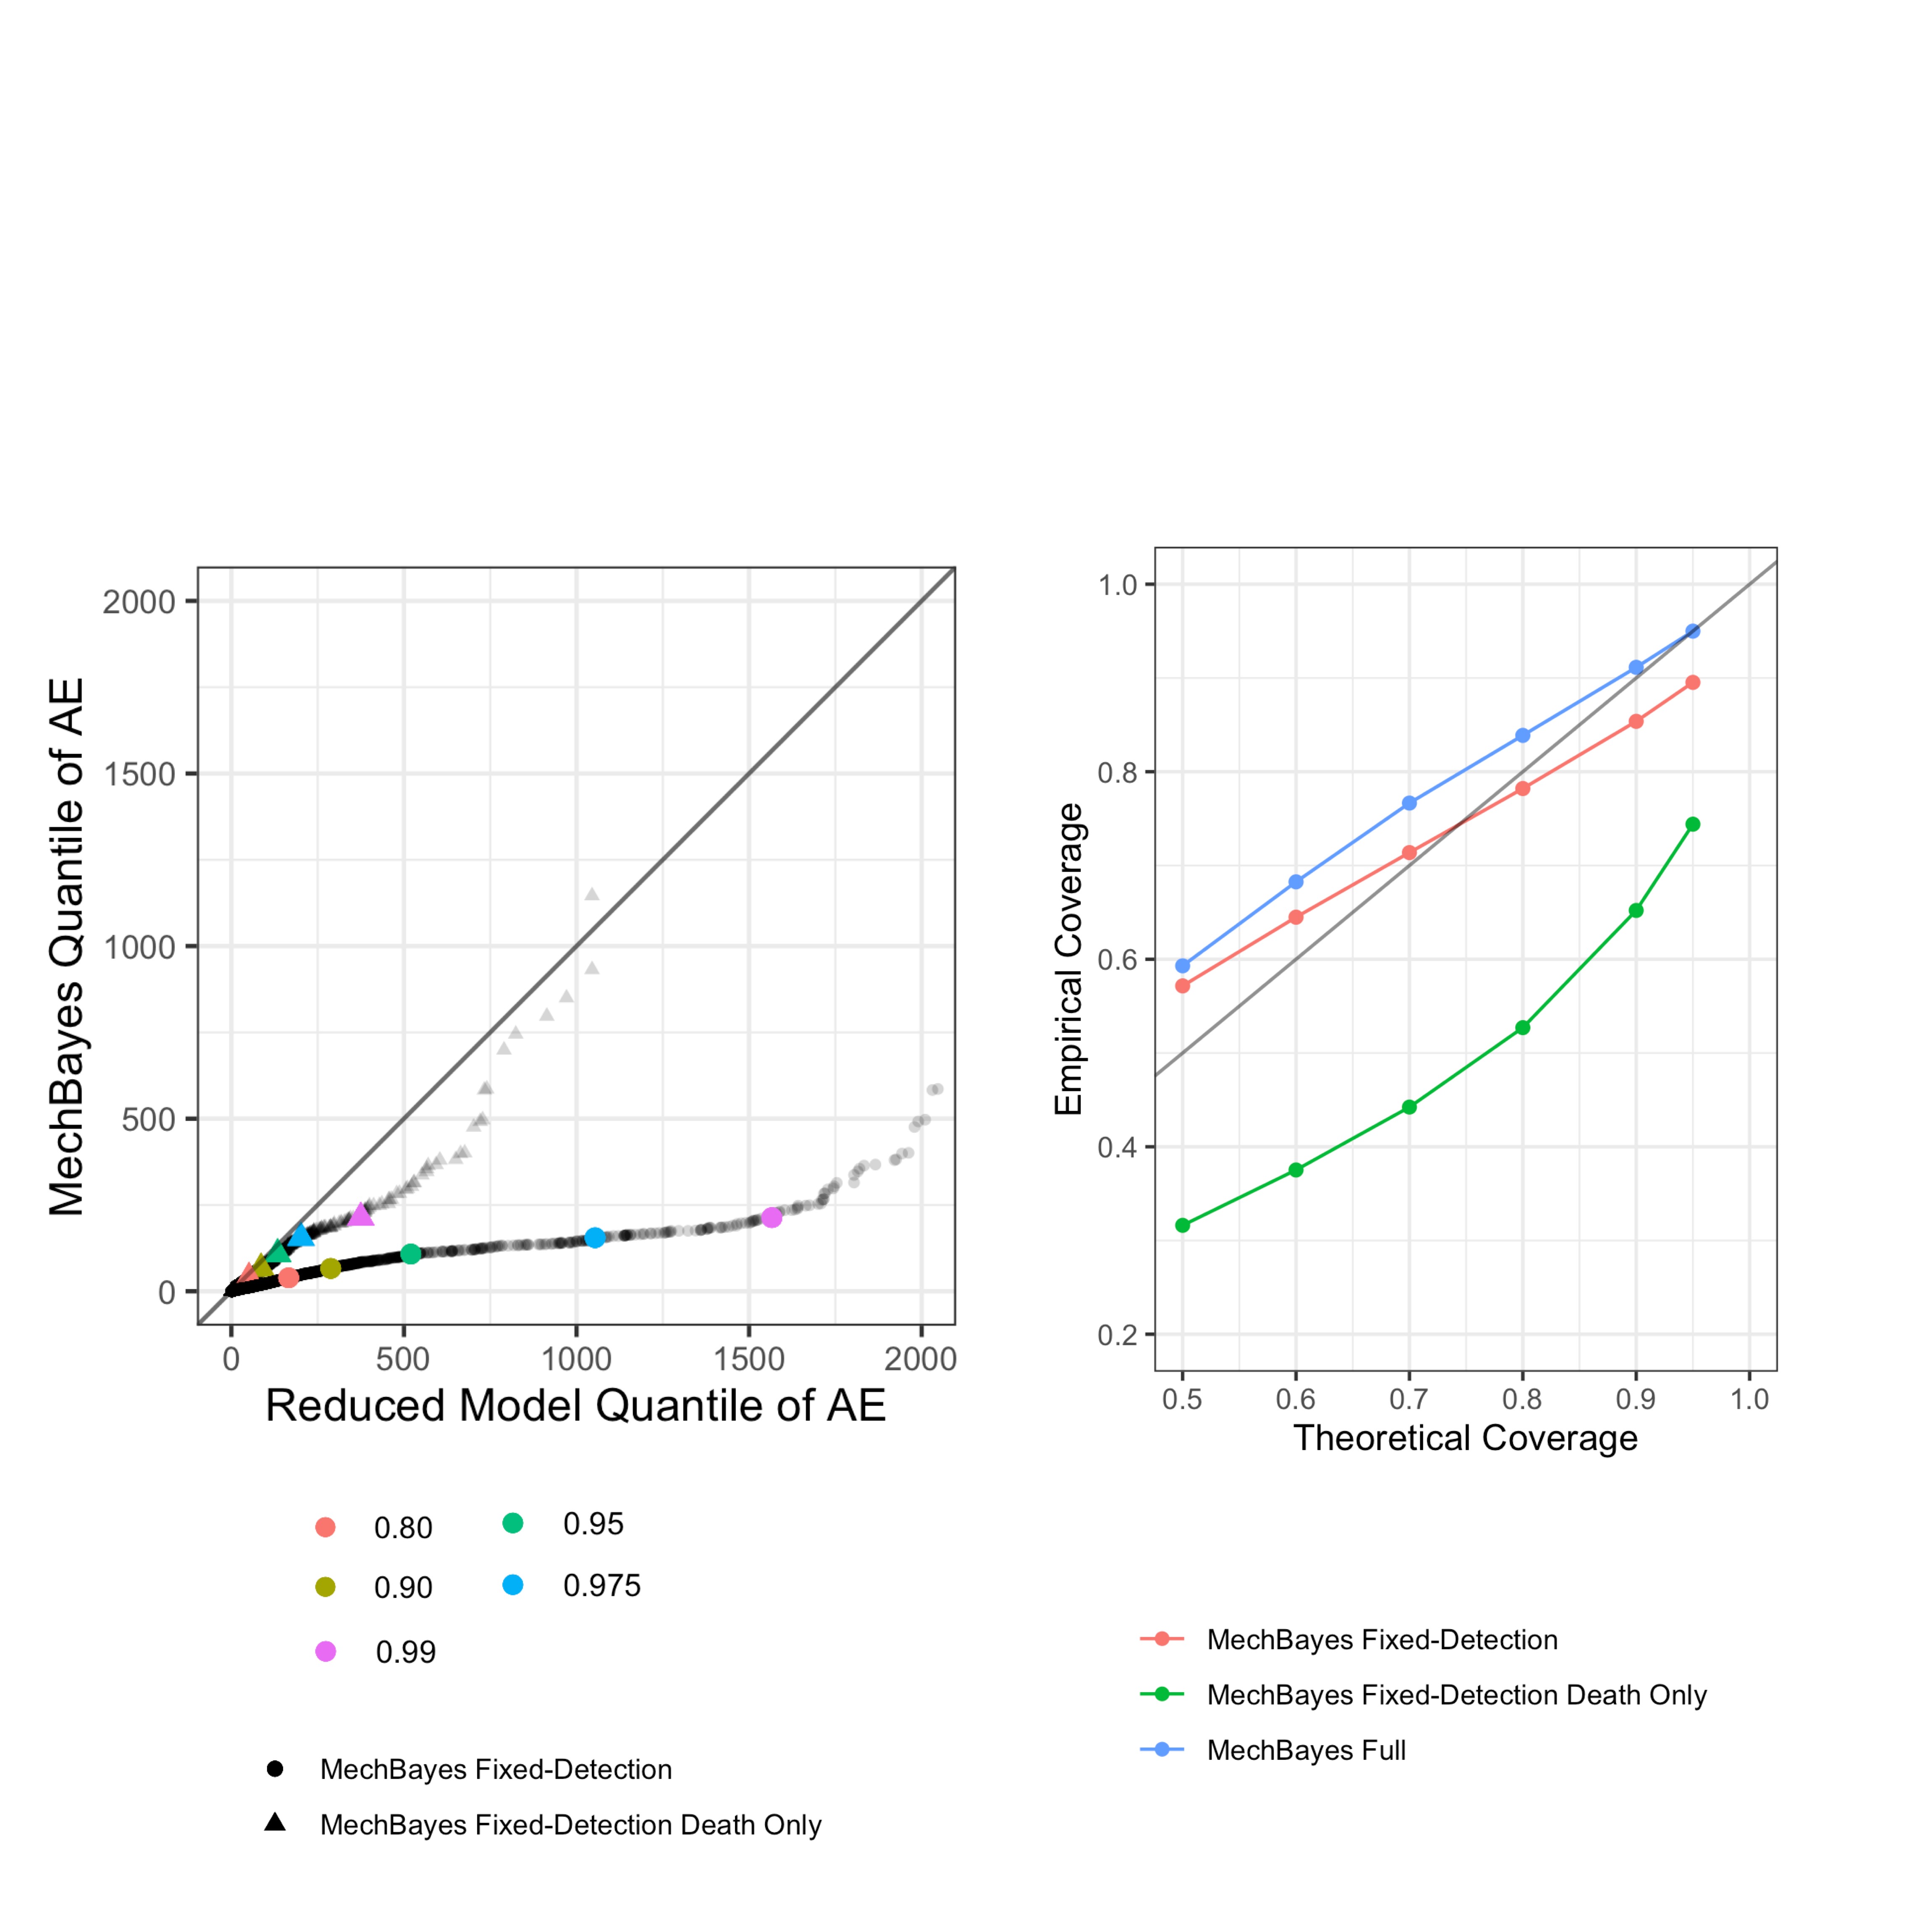 MechBayes Quantile of AE
2000
1500
1000
500
0
0 500 1000 1500 2000
Reduced Model Quantile of AE
0.80 0.95
0.90 0.975
0.99
MechBayes Fixed-Detection
MechBayes Fixed-Detection Death Only
Empirical Coverage
1.0
0.8
0.6
0.4
0.2
0.5 0.6 0.7 0.8 0.9 1.0
Theoretical Coverage
MechBayes Fixed-Detection
MechBayes Fixed-Detection Death Only
MechBayes Full